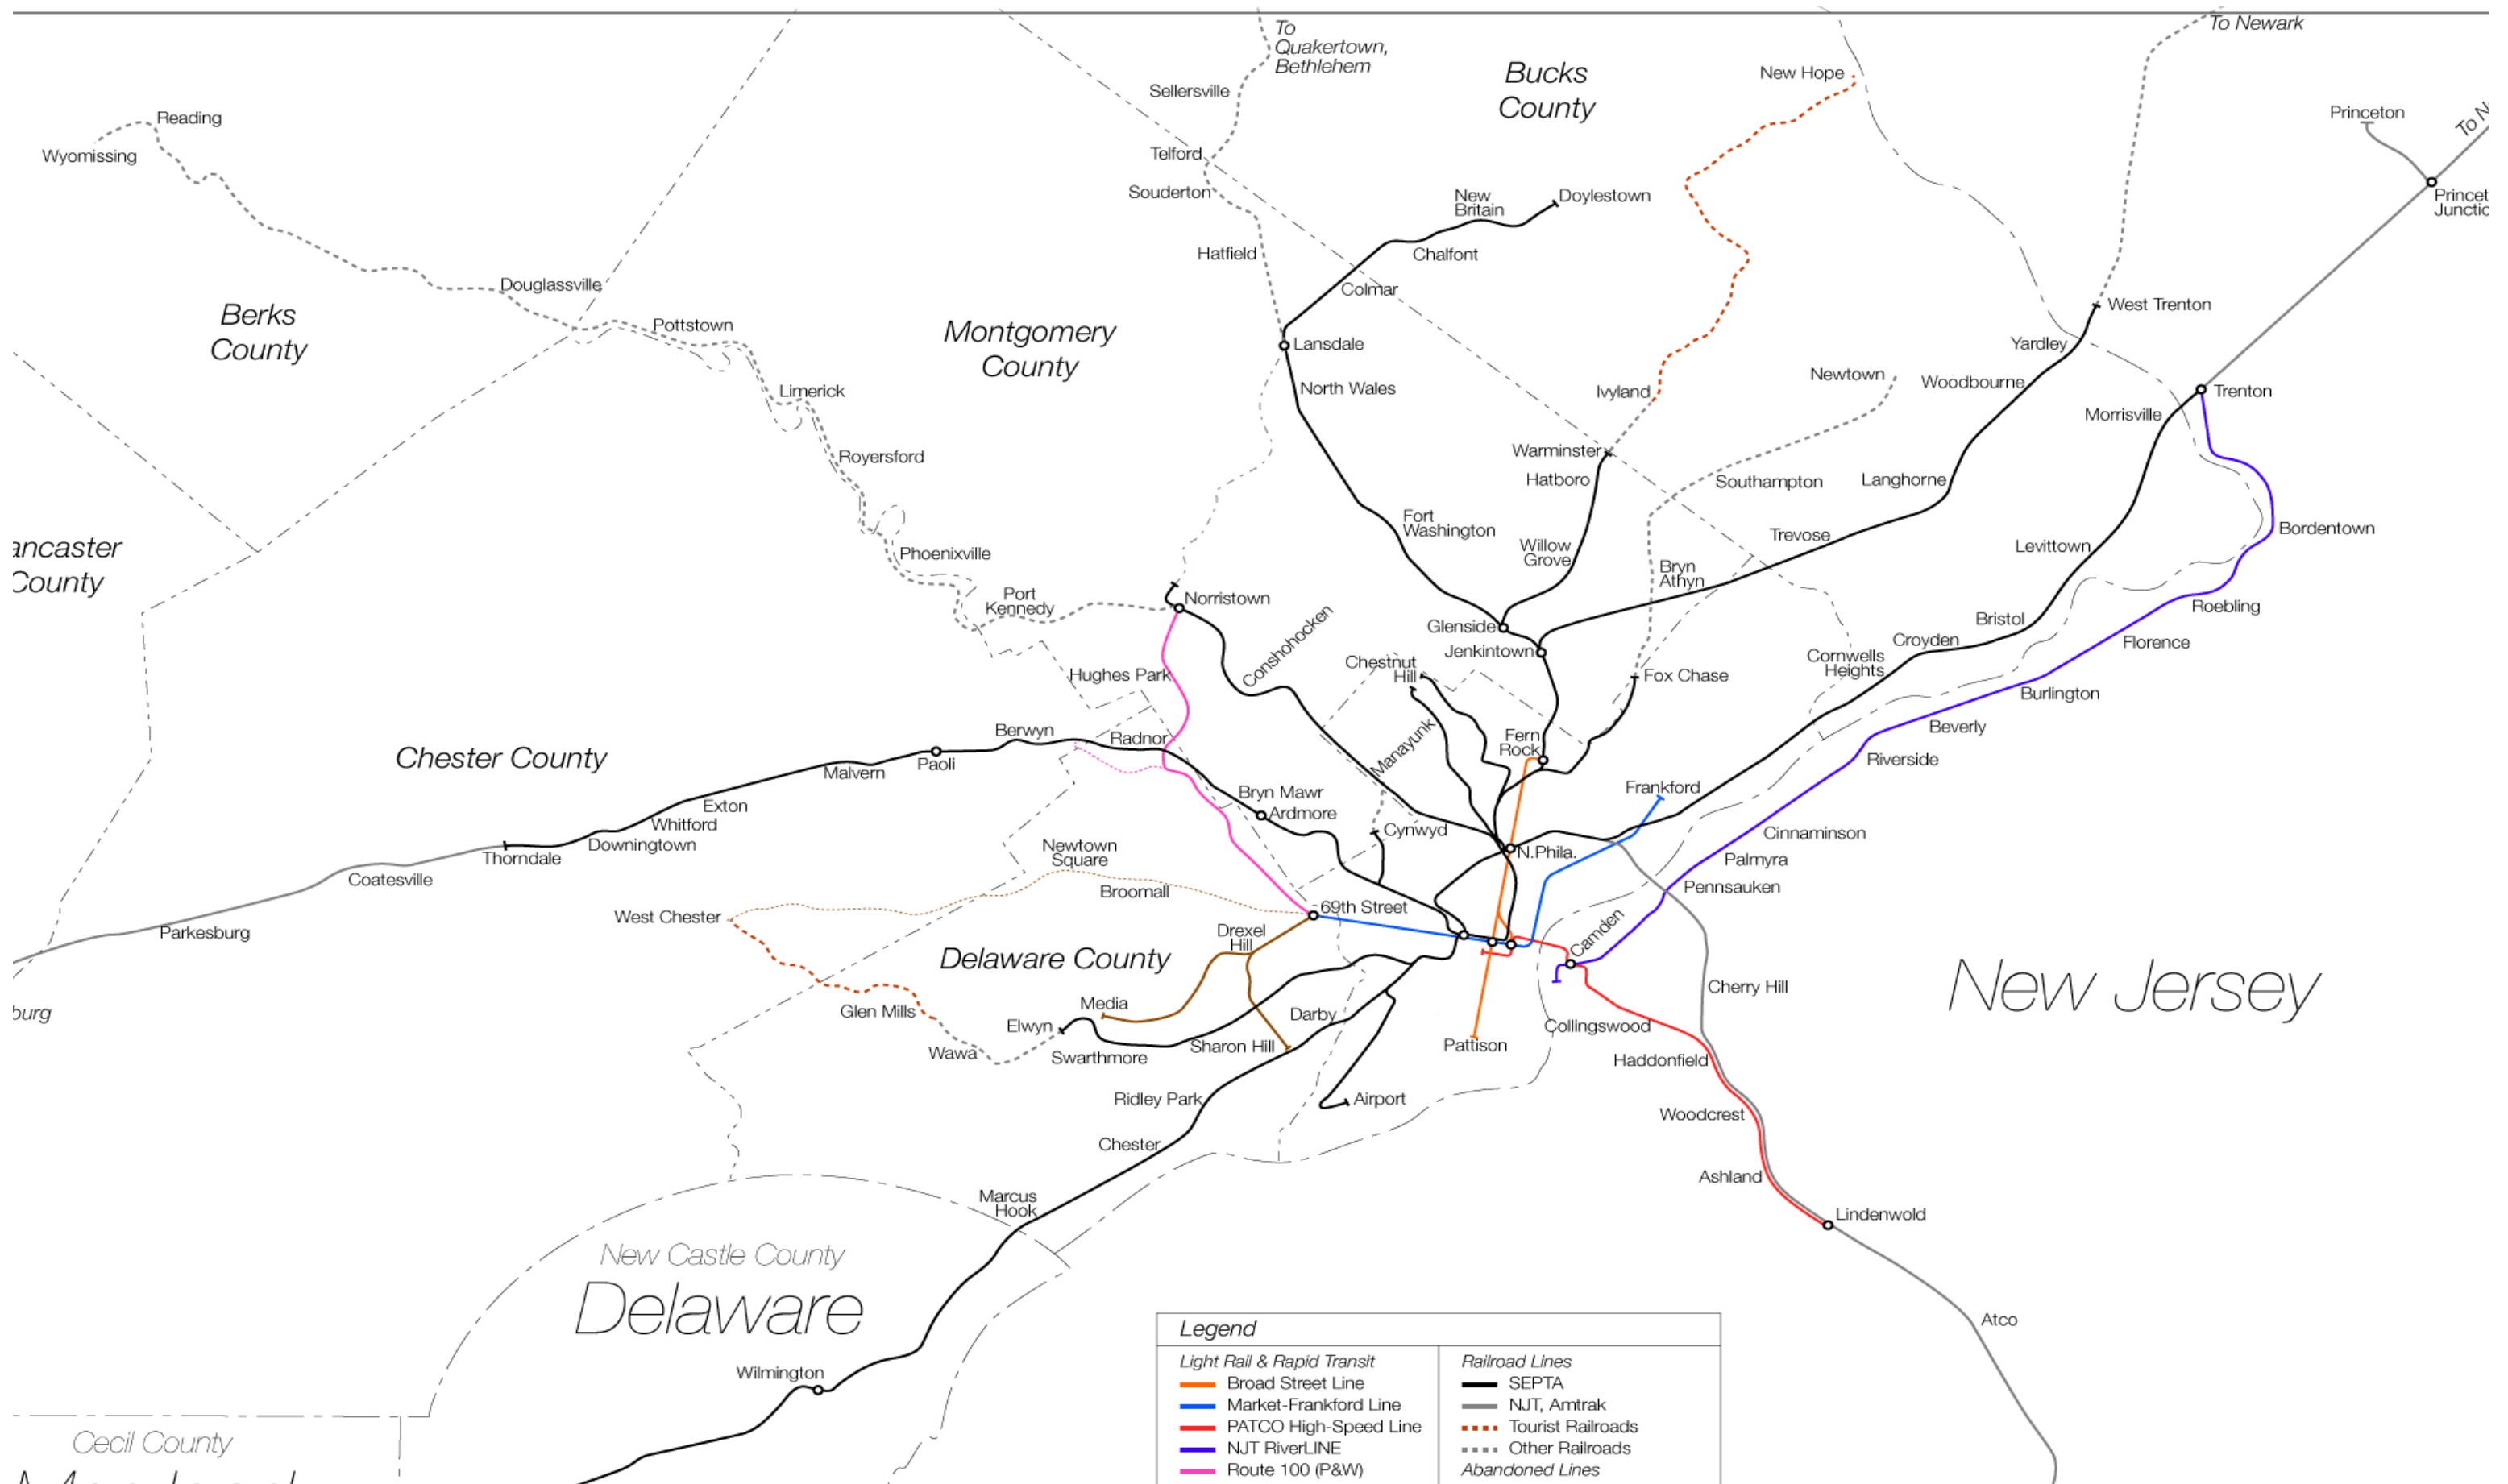 To Newark
To
Quakertown,
Bethlehem
Bucks
County
New Hope
Sellersville
Reading
Princeton
To N
Wyomissing
Telford
Souderton
New
Britain
Doylestown
Princet
Junctic
Hatfield
Chalfont
Colmar
Douglassville
West Trenton
Berks
County
Pottstown
Montgomery
County
Lansdale
Yardley
North Wales
Newtown
Woodbourne
Limerick
Ivyland
Trenton
Morrisville
Royersford
Warminster
Hatboro
Southampton
Langhorne
Fort
Washington
Trevose
Bordentown
ancaster
County
Phoenixville
Willow
Grove
Levittown
Bryn
Athyn
Port
Kennedy
Norristown
Roebling
Conshohocken
Glenside
Bristol
Croyden
Florence
Jenkintown
Chestnut
Hill
Cornwells
Heights
Hughes Park
Fox Chase
Burlington
Berwyn
Radnor
Manayunk
Fern
Rock
Beverly
Chester County
Paoli
Malvern
Riverside
Frankford
Bryn Mawr
Exton
Ardmore
Whitford
Cynwyd
Cinnaminson
Downingtown
Thorndale
Newtown
Square
N.Phila.
Palmyra
Coatesville
Broomall
Pennsauken
West Chester
69th Street
Parkesburg
Drexel
Hill
Camden
Delaware County
New Jersey
Cherry Hill
burg
Glen Mills
Media
Elwyn
Darby
Collingswood
Wawa
Swarthmore
Sharon Hill
Pattison
Haddonfield
Ridley Park
Airport
Woodcrest
Chester
Ashland
Marcus
Hook
Lindenwold
New Castle County
Delaware
Atco
Wilmington
Cecil County
Legend
Light Rail & Rapid Transit
Broad Street Line
Market-Frankford Line
PATCO High-Speed Line
NJT RiverLINE
Route 100 (P&W)
Railroad Lines
SEPTA
NJT, Amtrak
Tourist Railroads
Other Railroads
Abandoned Lines